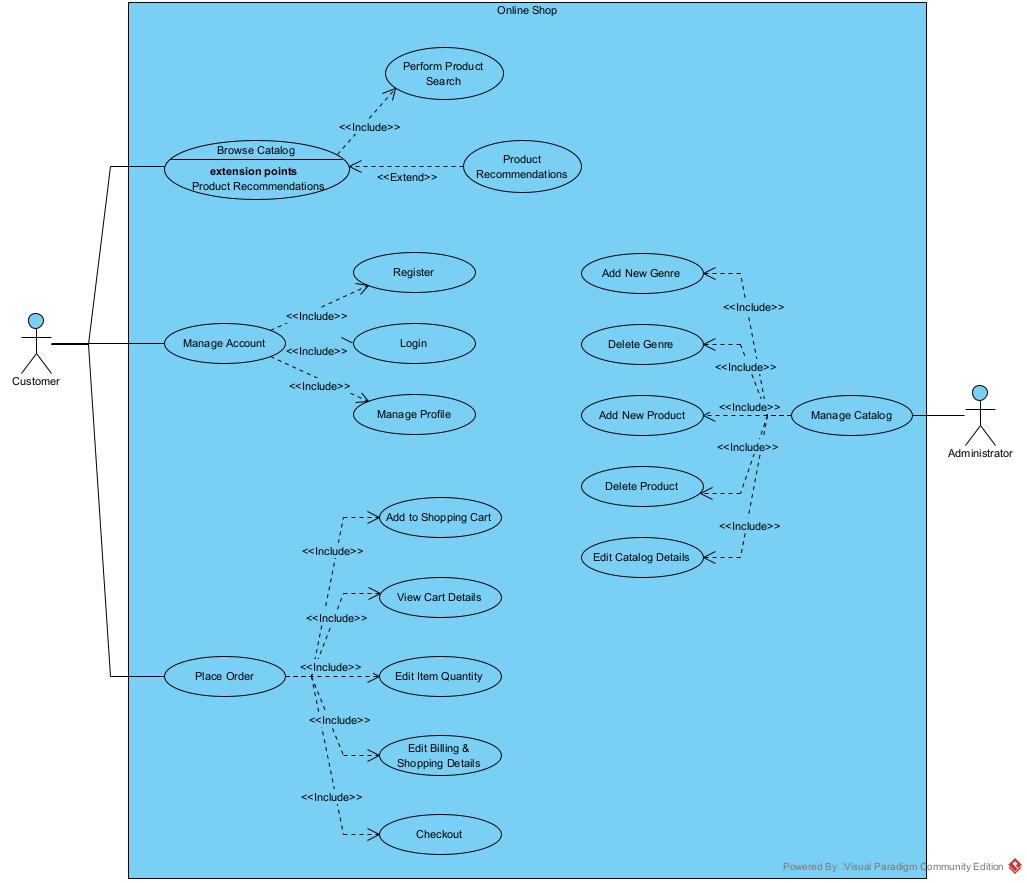 Online Shop
Perform Product
Search
<<Include>>
Browse Catalog
extension points
Product Recommendations
<<Extend>>
Product
Recommendations
Register
<<Include>>
Manage Account
<<Include>>
Login
<<Include>>
Manage Profile
Customer
Add New Genre
<<Include>>
Delete Genre
<<Include>>
Add New Product
<<Include>>
Manage Catalog
<<Include>>
Delete Product
<<Include>>
Edit Catalog Details
Administrator
Add to Shopping Cart
<<Include>>
View Cart Details
<<Include>>
Place Order
<<Include>>
Edit Item Quantity
<<Include>>
Edit Billing &
Shopping Details
<<Include>>
Checkout
Powered By Visual Paradigm Community Edition